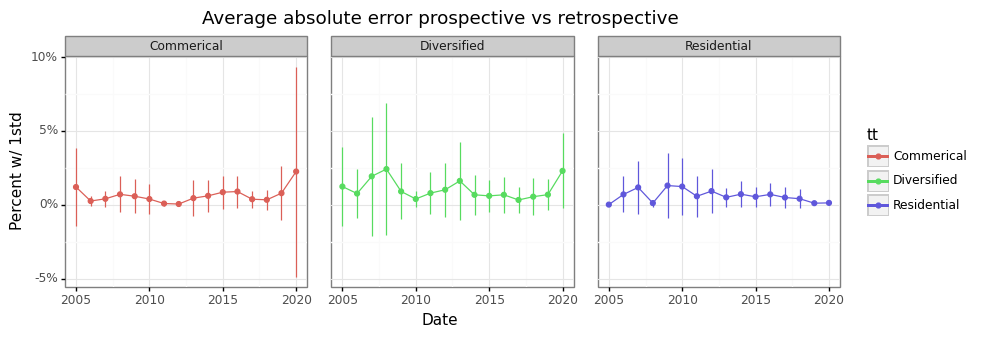 Average absolute error prospective vs retrospective
Commerical
Diversified
Residential
10%
5%
0%
-5%
Percent w/ 1std
2005
2010
2015
2020
2005
2010
2015
2020
2005
2010
2015
2020
Date
tt
Commerical
Diversified
Residential